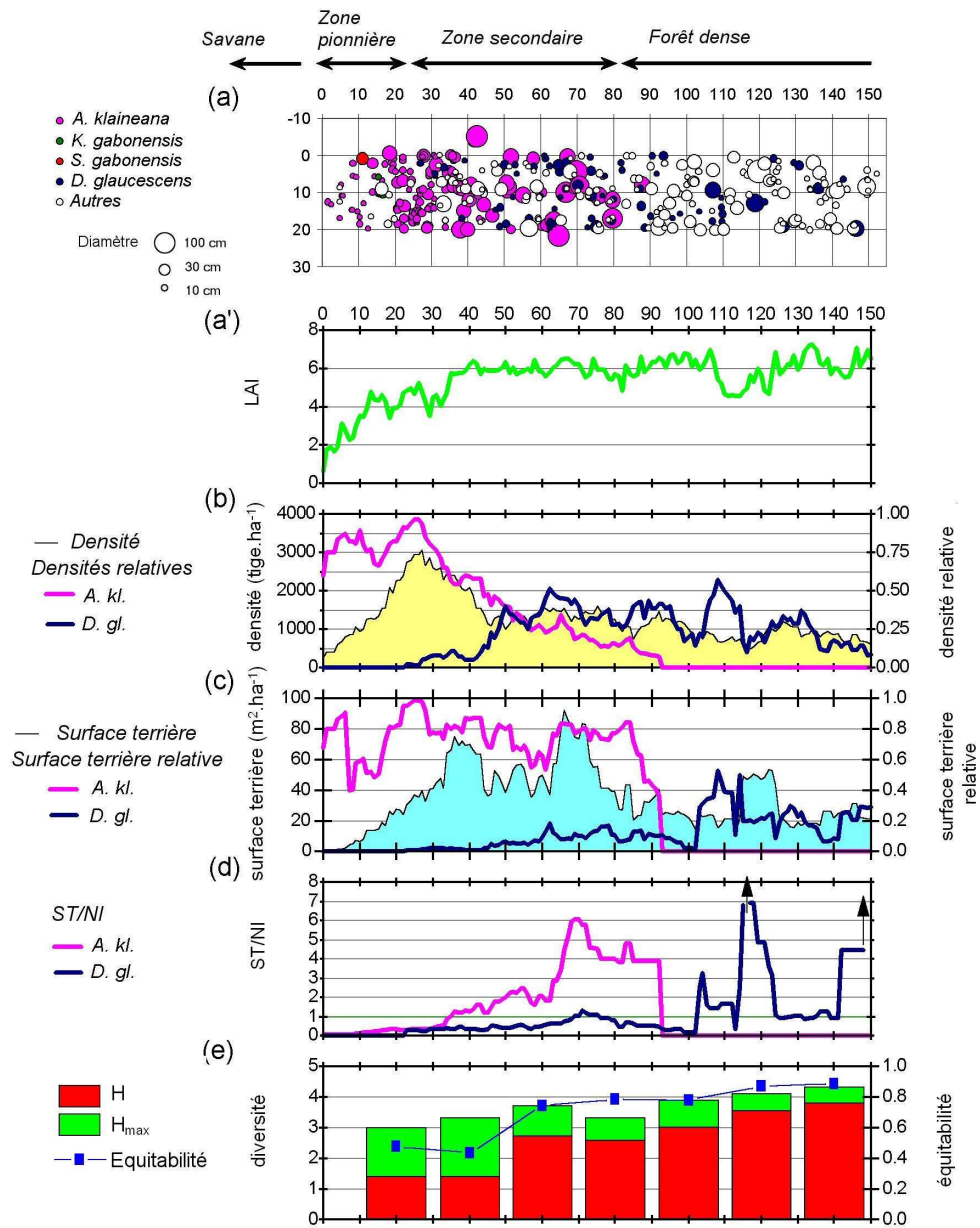 Savane
Zone pionnière
Zone secondaire
Forêt dense
(a)
0 10 20 30 40 50 60 70 80 90 100 110 120 130 140 150
-10
0
10
20
30
A. klaineana
K. gabonensis
S. gabonensis
D. glaucescens
Autres
Diamètre
100 cm
30 cm
10 cm
0 10 20 30 40 50 60 70 80 90 100 110 120 130 140 150
(a')
8
6
4
2
0
LAI
(b)
Densité
Densités relatives
A. kl.
D. gl.
4000
3000
2000
1000
0
densité (tige.ha-1)
1.00
0.75
0.50
0.25
0.00
densité relative
(c)
Surface terrière
Surface terrière relative
A. kl.
D. gl.
100
80
60
40
20
0
surface terrière (m².ha-1)
1.0
0.8
0.6
0.4
0.2
0.0
surface terrière relative
(d)
ST/NI
A. kl.
D. gl.
8
7
6
5
4
3
2
1
0
ST/NI
(e)
H
Hmax
Equitabilité
5
4
3
2
1
0
diversité
1.0
0.8
0.6
0.4
0.2
0.0
équitabilité